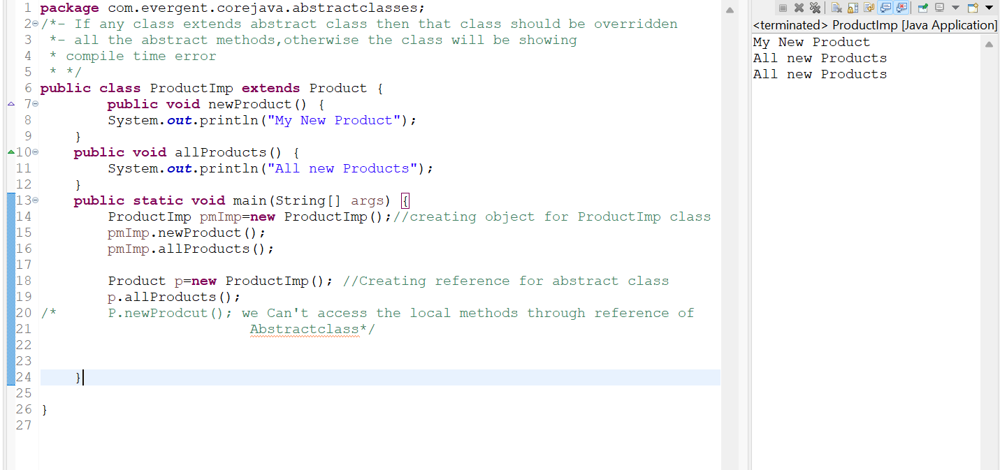 1 package com.evergent.corejava.abstractclasses;
2 /*- If any class extends abstract class then that class should be overridden
3 *- all the abstract methods,otherwise the class will be showing
4 * compile time error
5 * */
6 public class ProductImp extends Product {
7 public void newProduct() {
8 System.out.println("My New Product");
9 }
10 public void allProducts() {
11 System.out.println("All new Products");
12 }
13 public static void main(String[] args) {
14 ProductImp pmImp=new ProductImp();//creating object for ProductImp class
15 pmImp.newProduct();
16 pmImp.allProducts();
17
18 Product p=new ProductImp(); //Creating reference for abstract class
19 p.allProducts();
20 /* P.newProdcut(); we Can't access the local methods through reference of
21 Abstractclass*/
22
23
24 }
25
26 }
27
<terminated> ProductImp [Java Application]
My New Product
All new Products
All new Products